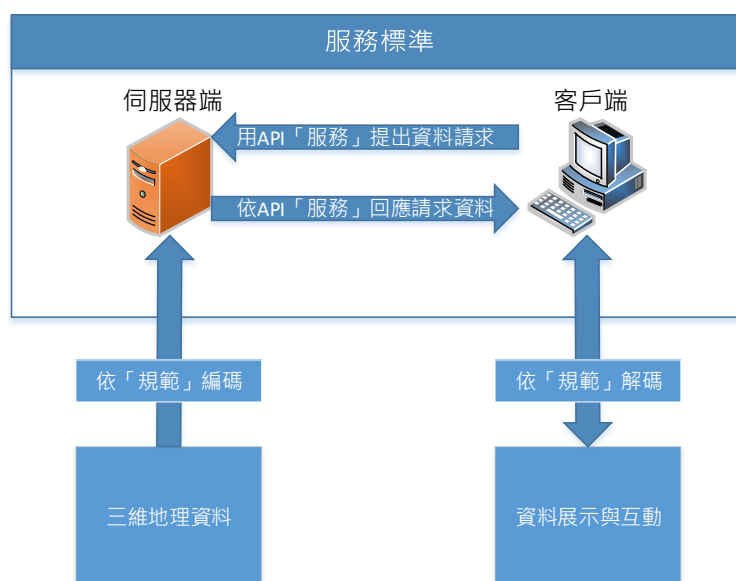 服務標準
伺服器端
客戶端
用API「服務」提出資料請求
依API「服務」回應請求資料
依「規範」編碼
依「規範」解碼
三維地理資料
資料展示與互動